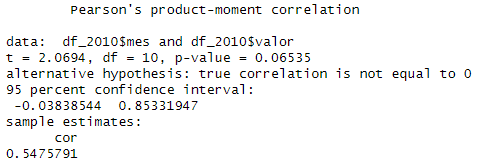 Pearson's product-moment correlation
data:  df_2010$mes and df_2010$valor
t = 2.0694, df = 10, p-value = 0.06535
alternative hypothesis: true correlation is not equal to 0
95 percent confidence interval:
 -0.03838544  0.85331947
sample estimates:
      cor
0.5475791